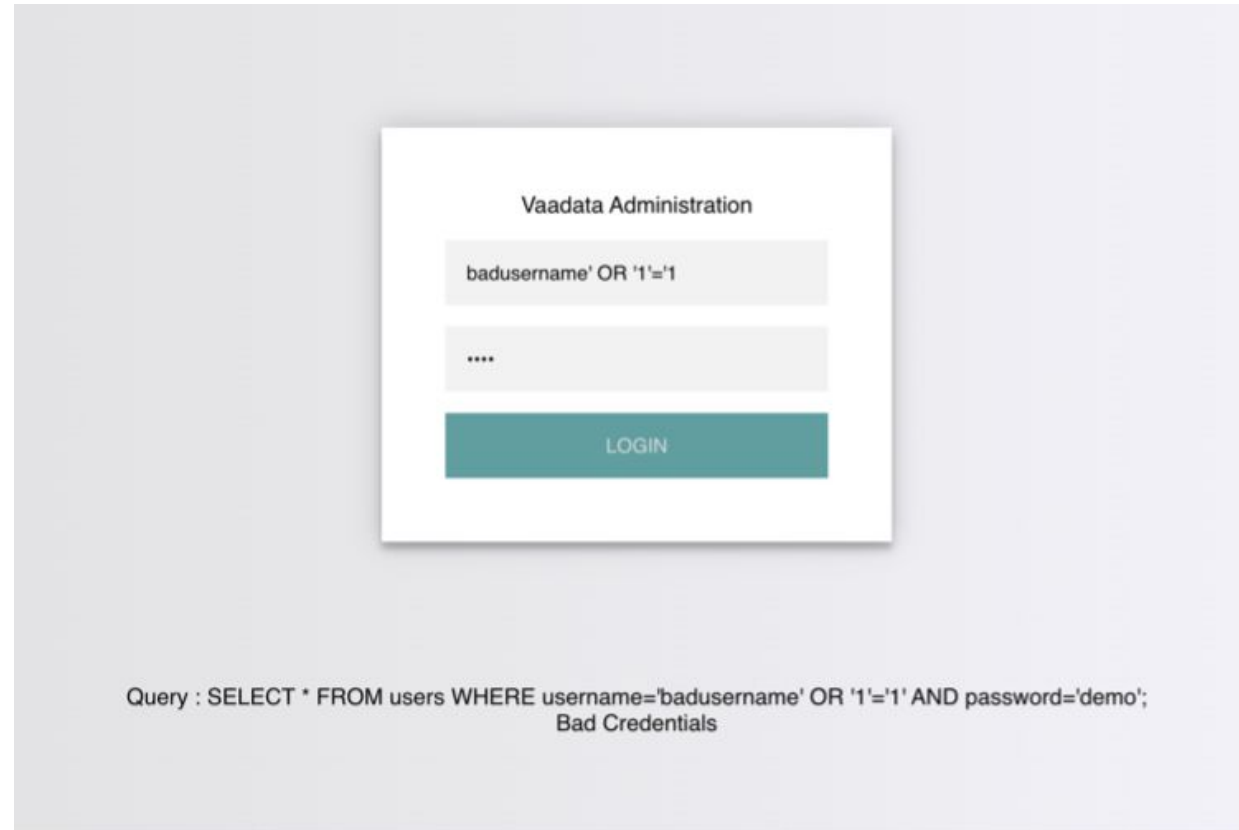 Vaadata Administration
badusername' OR '1'='1
••••
LOGIN
Query : SELECT * FROM users WHERE username='badusername' OR '1'='1' AND password='demo';
Bad Credentials